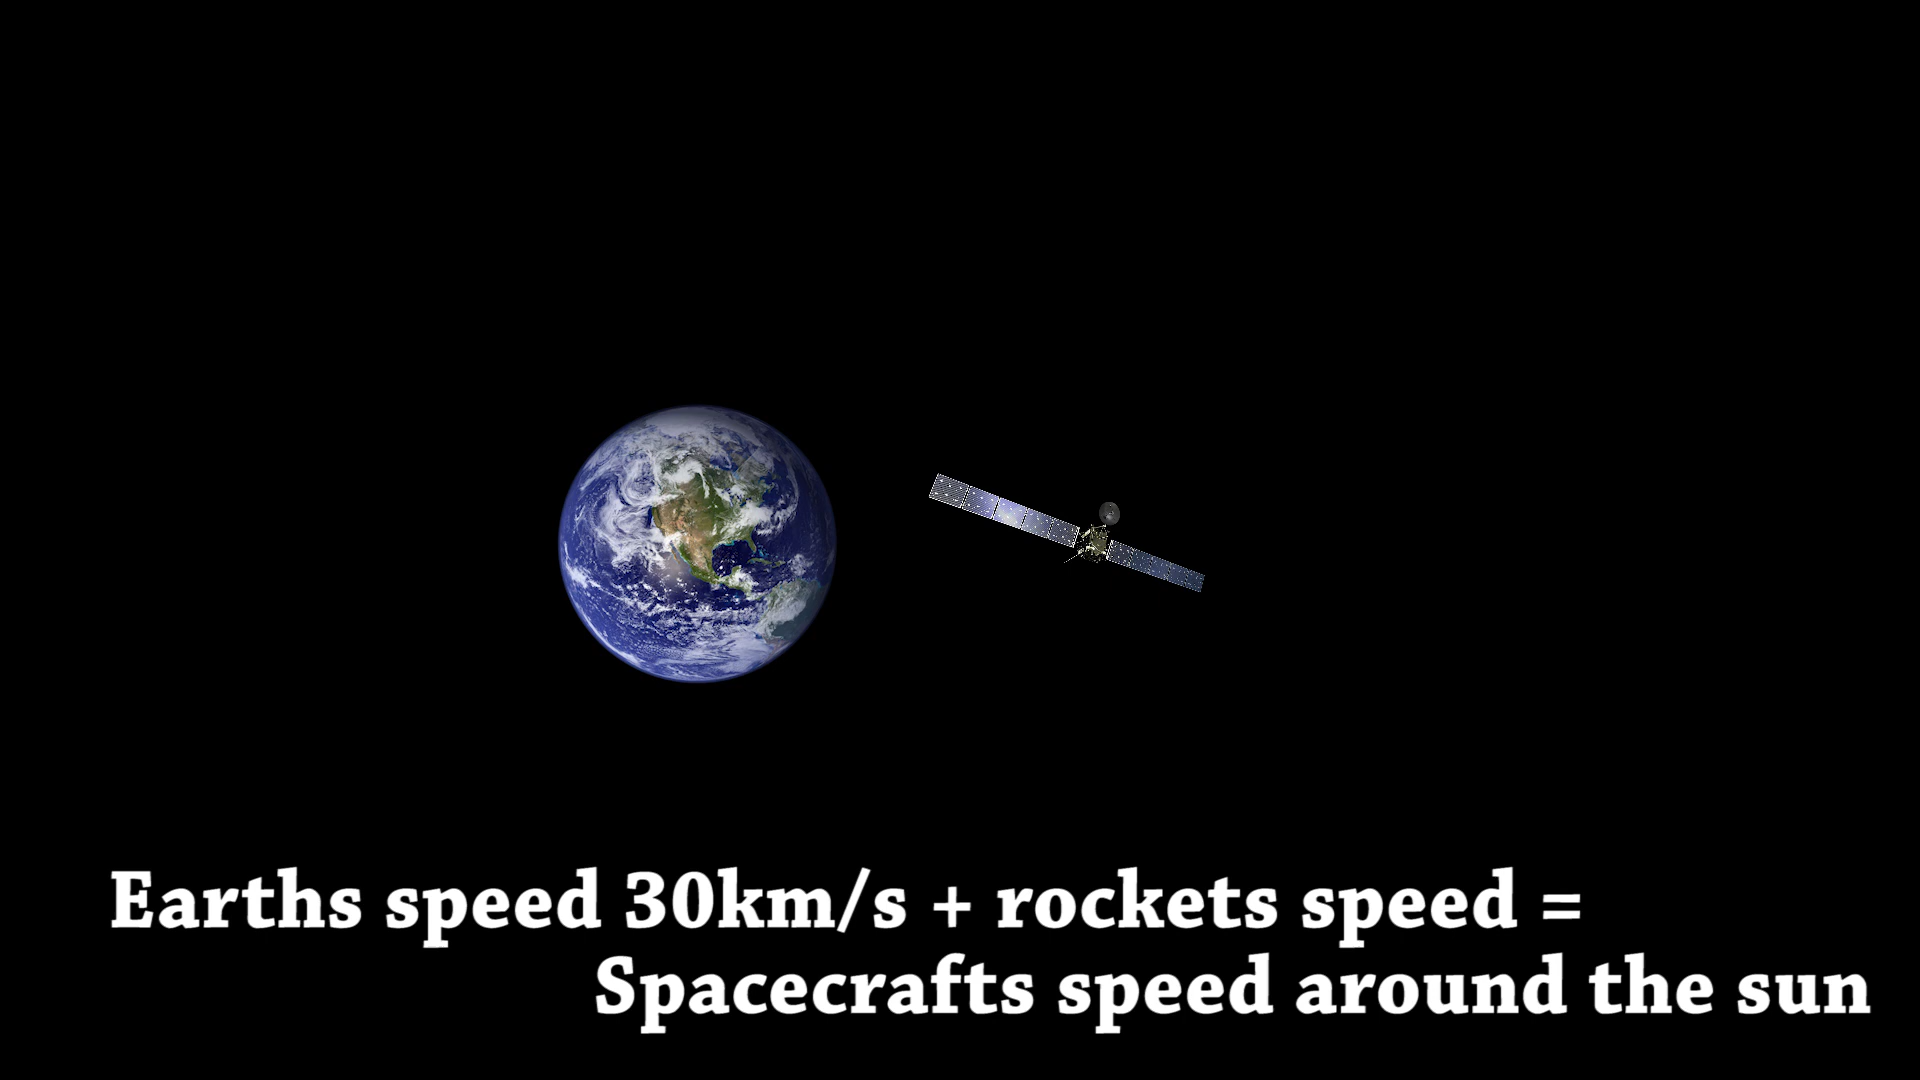 Earths speed 30km/s + rockets speed =
Spacecrafts speed around the sun